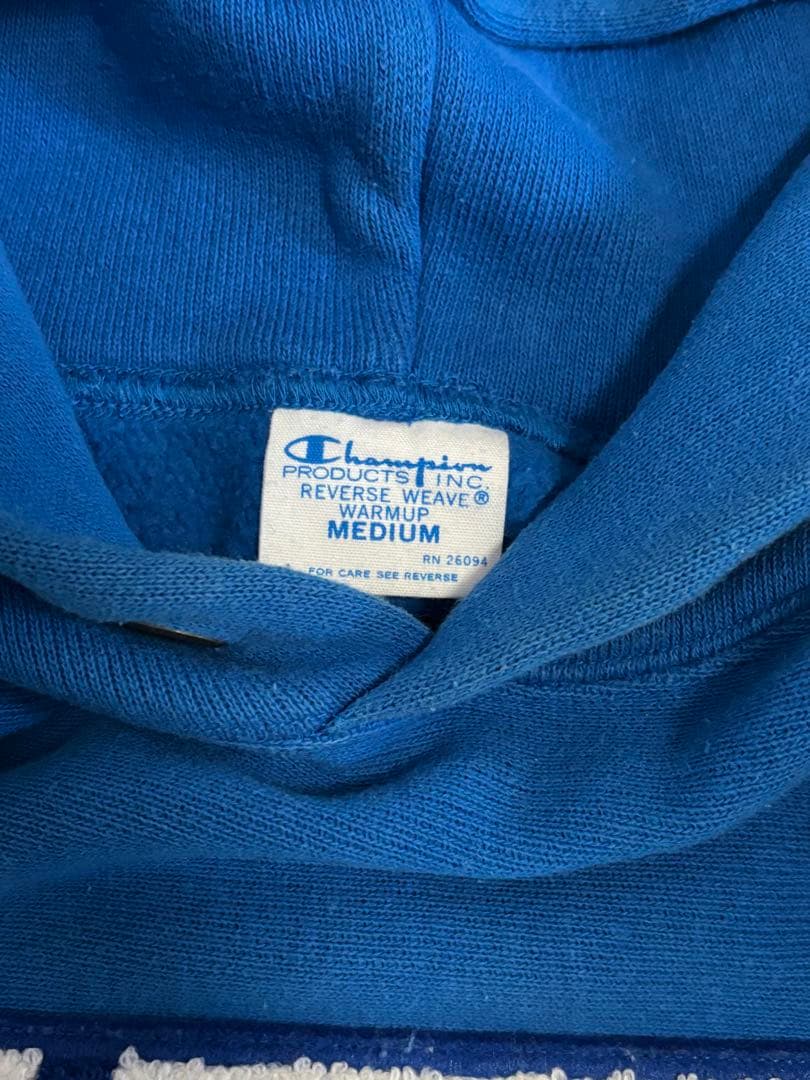 Champion
PRODUCTS INC.
REVERSE WEAVE®
WARMUP
MEDIUM
RN 26094
FOR CARE SEE REVERSE